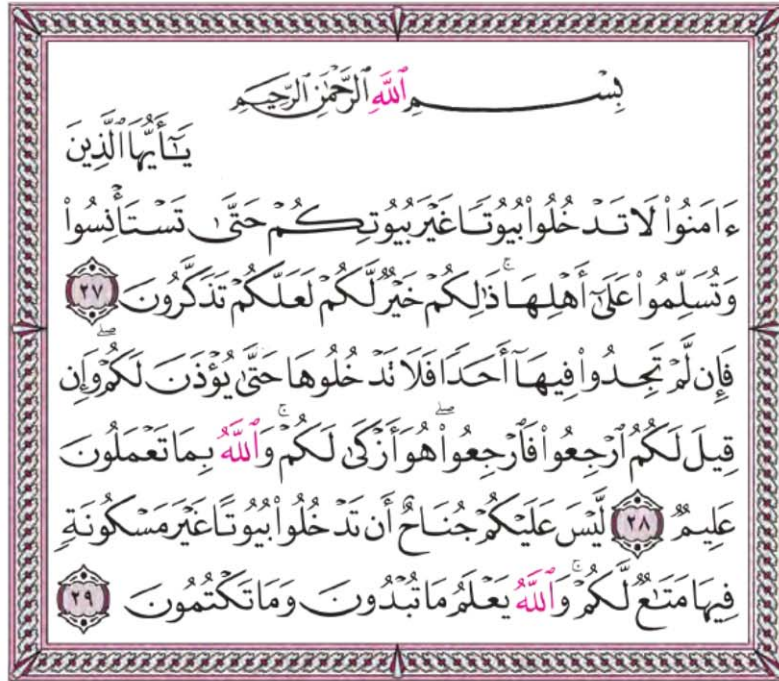 بِسْمِ ٱللَّهِ ٱلرَّحْمَٰنِ ٱلرَّحِيمِ
يَـٰٓأَيُّهَا ٱلَّذِينَ
ءَامَنُوا۟ لَا تَدْخُلُوا۟ بُيُوتًا غَيْرَ بُيُوتِكُمْ حَتَّىٰ تَسْتَأْنِسُوا۟
وَتُسَلِّمُوا۟ عَلَىٰٓ أَهْلِهَا ۚ ذَٰلِكُمْ خَيْرٌ لَّكُمْ لَعَلَّكُمْ تَذَكَّرُونَ ٢٧
فَإِن لَّمْ تَجِدُوا۟ فِيهَآ أَحَدًا فَلَا تَدْخُلُوهَا حَتَّىٰ يُؤْذَنَ لَكُمْ ۖ وَإِن
قِيلَ لَكُمُ ٱرْجِعُوا۟ فَٱرْجِعُوا۟ ۖ هُوَ أَزْكَىٰ لَكُمْ ۚ وَٱللَّهُ بِمَا تَعْمَلُونَ
عَلِيمٌ ٢٨ لَّيْسَ عَلَيْكُمْ جُنَاحٌ أَن تَدْخُلُوا۟ بُيُوتًا غَيْرَ مَسْكُونَةٍ
فِيهَا مَتَـٰعٌ لَّكُمْ ۚ وَٱللَّهُ يَعْلَمُ مَا تُبْدُونَ وَمَا تَكْتُمُونَ ٢٩